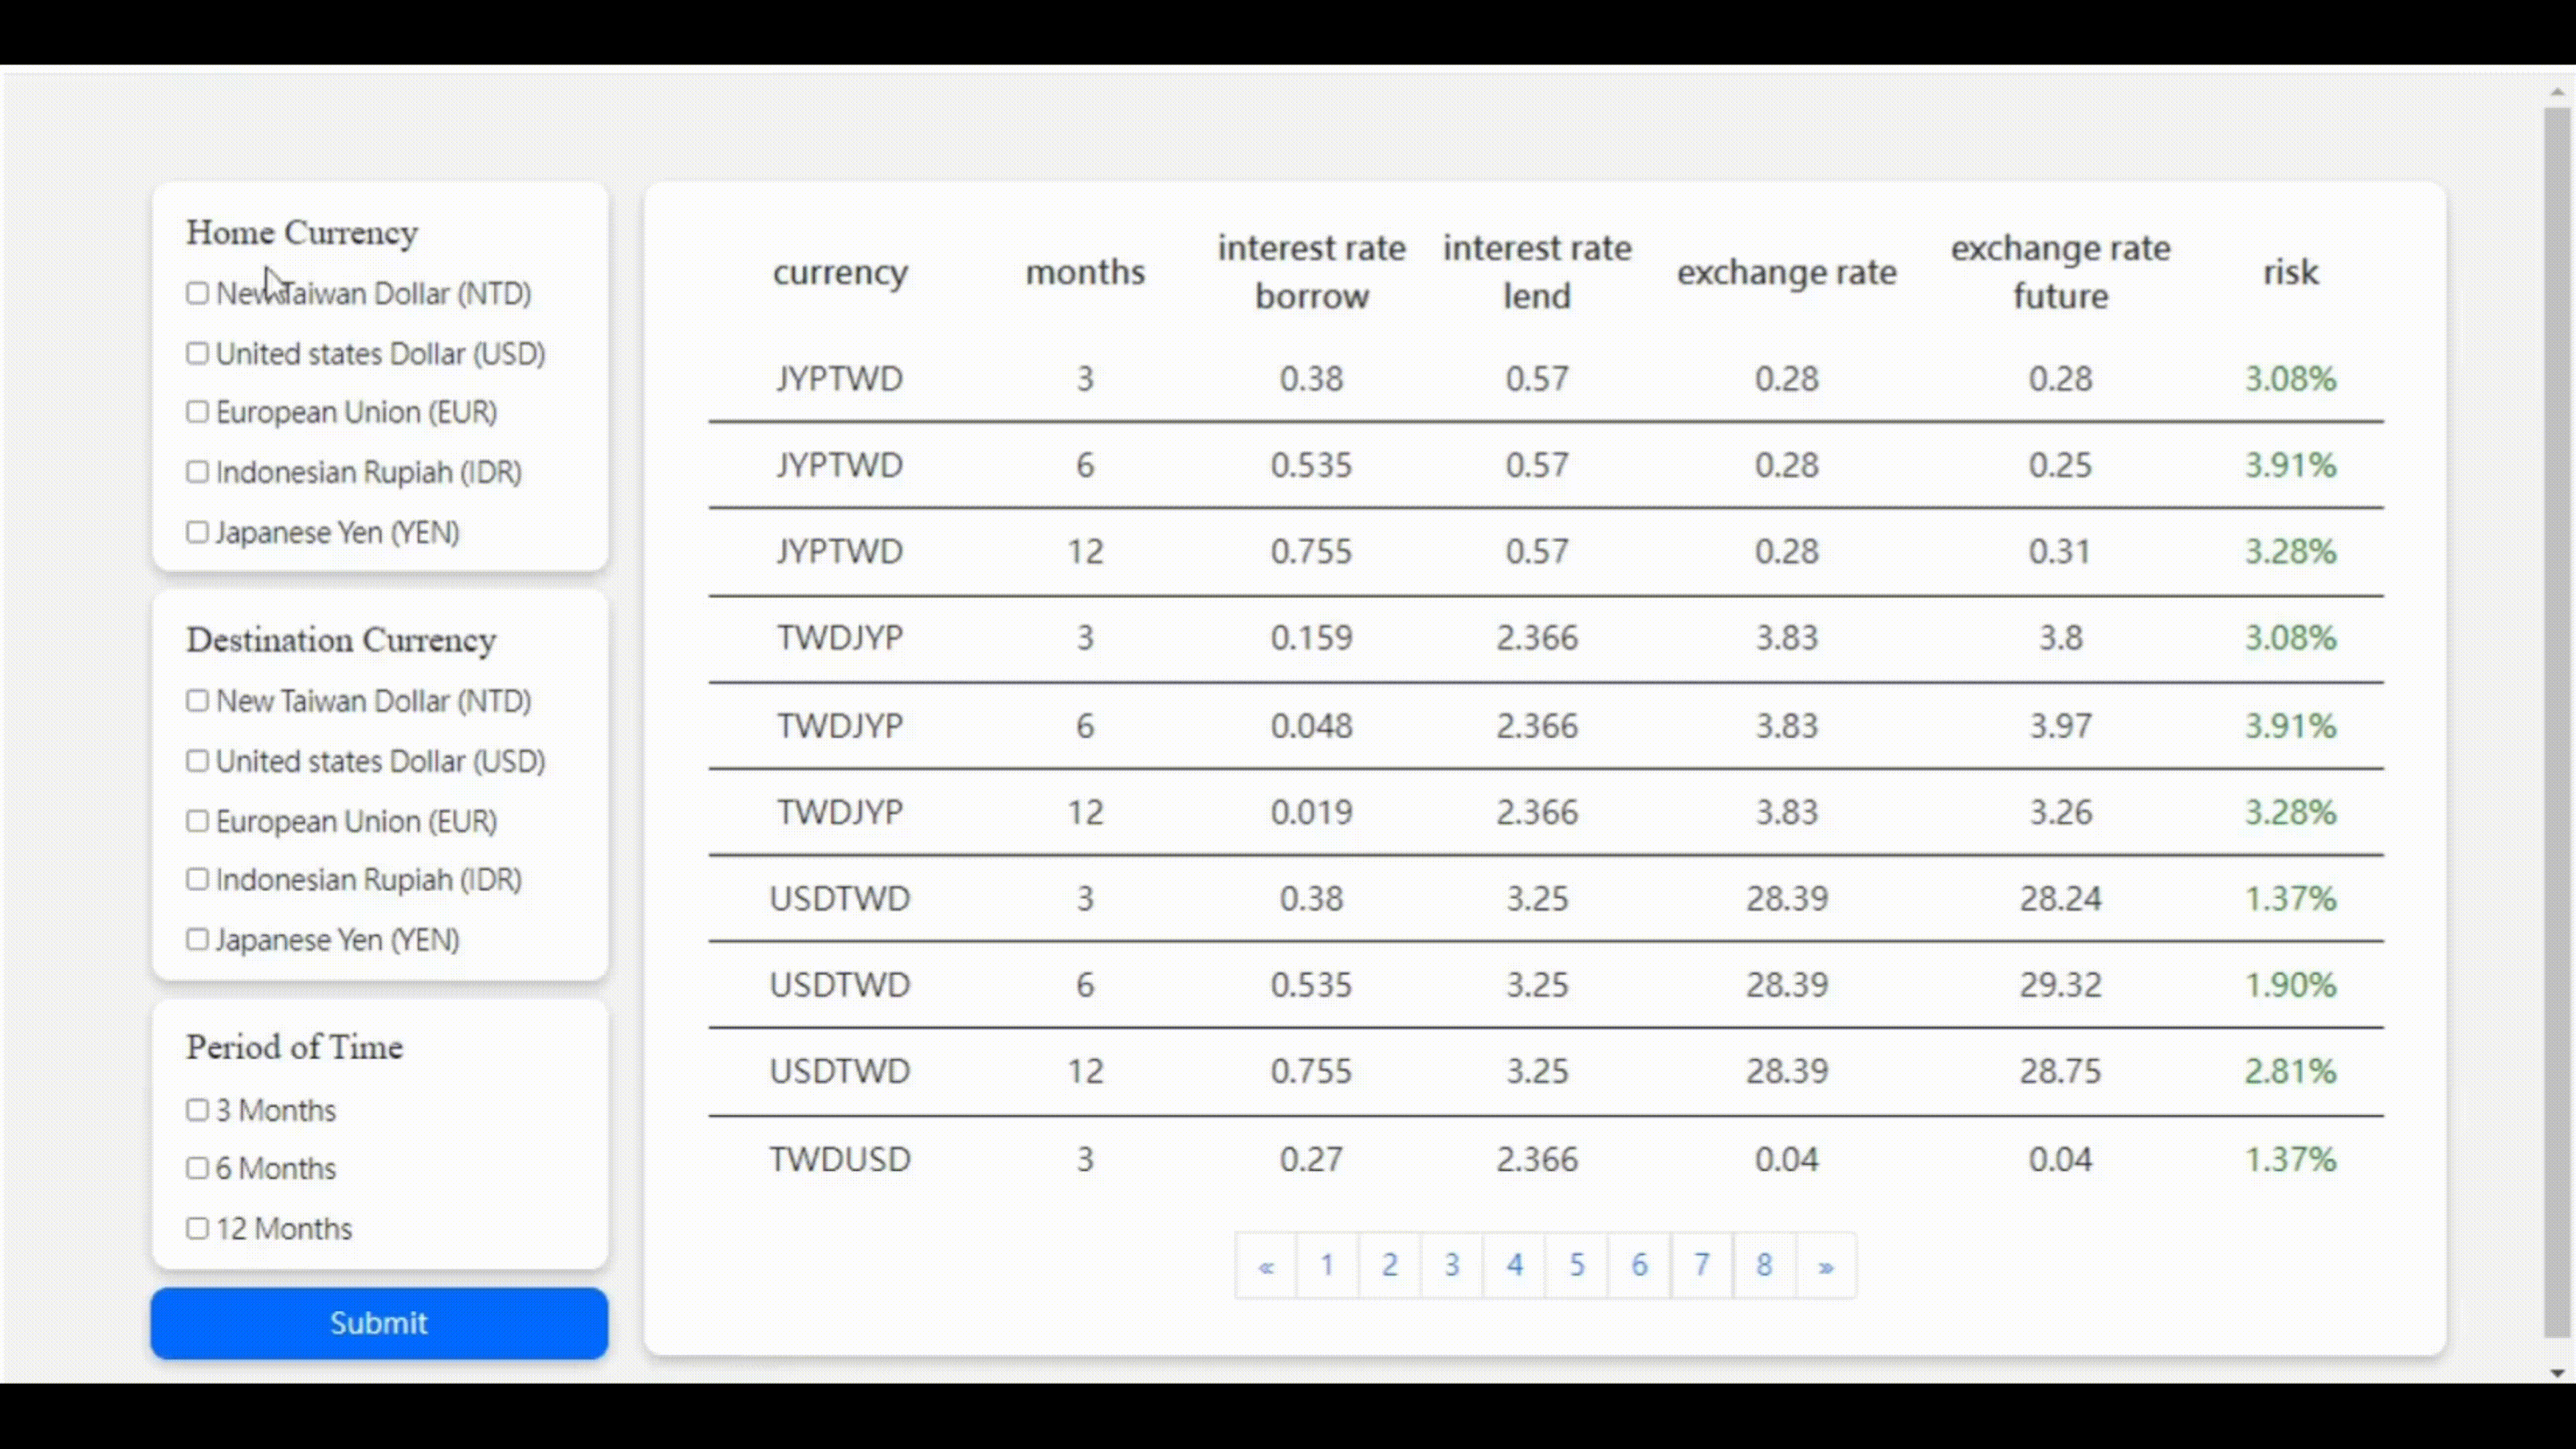 Home Currency
New Taiwan Dollar (NTD)
United states Dollar (USD)
European Union (EUR)
Indonesian Rupiah (IDR)
Japanese Yen (YEN)
Destination Currency
New Taiwan Dollar (NTD)
United states Dollar (USD)
European Union (EUR)
Indonesian Rupiah (IDR)
Japanese Yen (YEN)
Period of Time
3 Months
6 Months
12 Months
Submit
currency months interest rate borrow interest rate lend exchange rate exchange rate future risk
JYPTWD 3 0.38 0.57 0.28 0.28 3.08%
JYPTWD 6 0.535 0.57 0.28 0.25 3.91%
JYPTWD 12 0.755 0.57 0.28 0.31 3.28%
TWDJYP 3 0.159 2.366 3.83 3.8 3.08%
TWDJYP 6 0.048 2.366 3.83 3.97 3.91%
TWDJYP 12 0.019 2.366 3.83 3.26 3.28%
USDTWD 3 0.38 3.25 28.39 28.24 1.37%
USDTWD 6 0.535 3.25 28.39 29.32 1.90%
USDTWD 12 0.755 3.25 28.39 28.75 2.81%
TWDUSD 3 0.27 2.366 0.04 0.04 1.37%
« 1 2 3 4 5 6 7 8 »